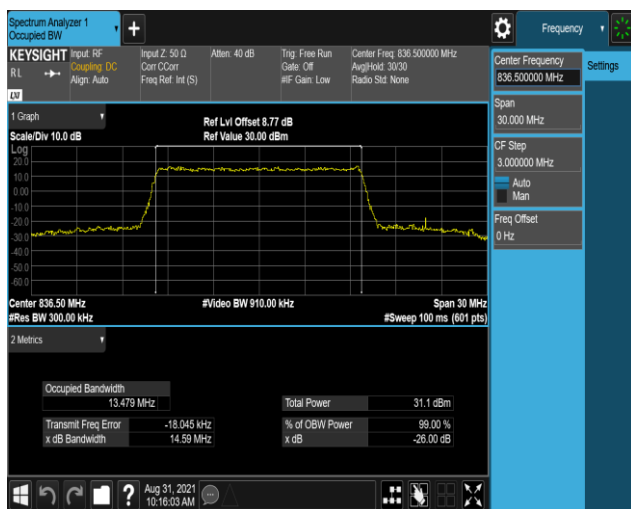 Spectrum Analyzer 1
Occupied BW
+
Frequency
KEYSIGHT
RL
LXI
Input: RF
Coupling: DC
Align: Auto
Input Z: 50 Ω
Corr CCorr
Freq Ref: Int (S)
Atten: 40 dB
Trig: Free Run
Gate: Off
#IF Gain: Low
Center Freq: 836.500000 MHz
Avg|Hold: 30/30
Radio Std: None
Center Frequency
836.500000 MHz
Settings
Span
30.000 MHz
CF Step
3.000000 MHz
Auto
Man
Freq Offset
0 Hz
1 Graph
Scale/Div 10.0 dB
Ref Lvl Offset 8.77 dB
Ref Value 30.00 dBm
Log
20.0
10.0
0.00
-10.0
-20.0
-30.0
-40.0
-50.0
-60.0
Center 836.50 MHz
#Video BW 910.00 kHz
Span 30 MHz
#Res BW 300.00 kHz
#Sweep 100 ms (601 pts)
2 Metrics
Occupied Bandwidth
13.479 MHz
Total Power 31.1 dBm
Transmit Freq Error -18.045 kHz
% of OBW Power 99.00 %
x dB Bandwidth 14.59 MHz
x dB -26.00 dB
?
Aug 31, 2021
10:16:03 AM